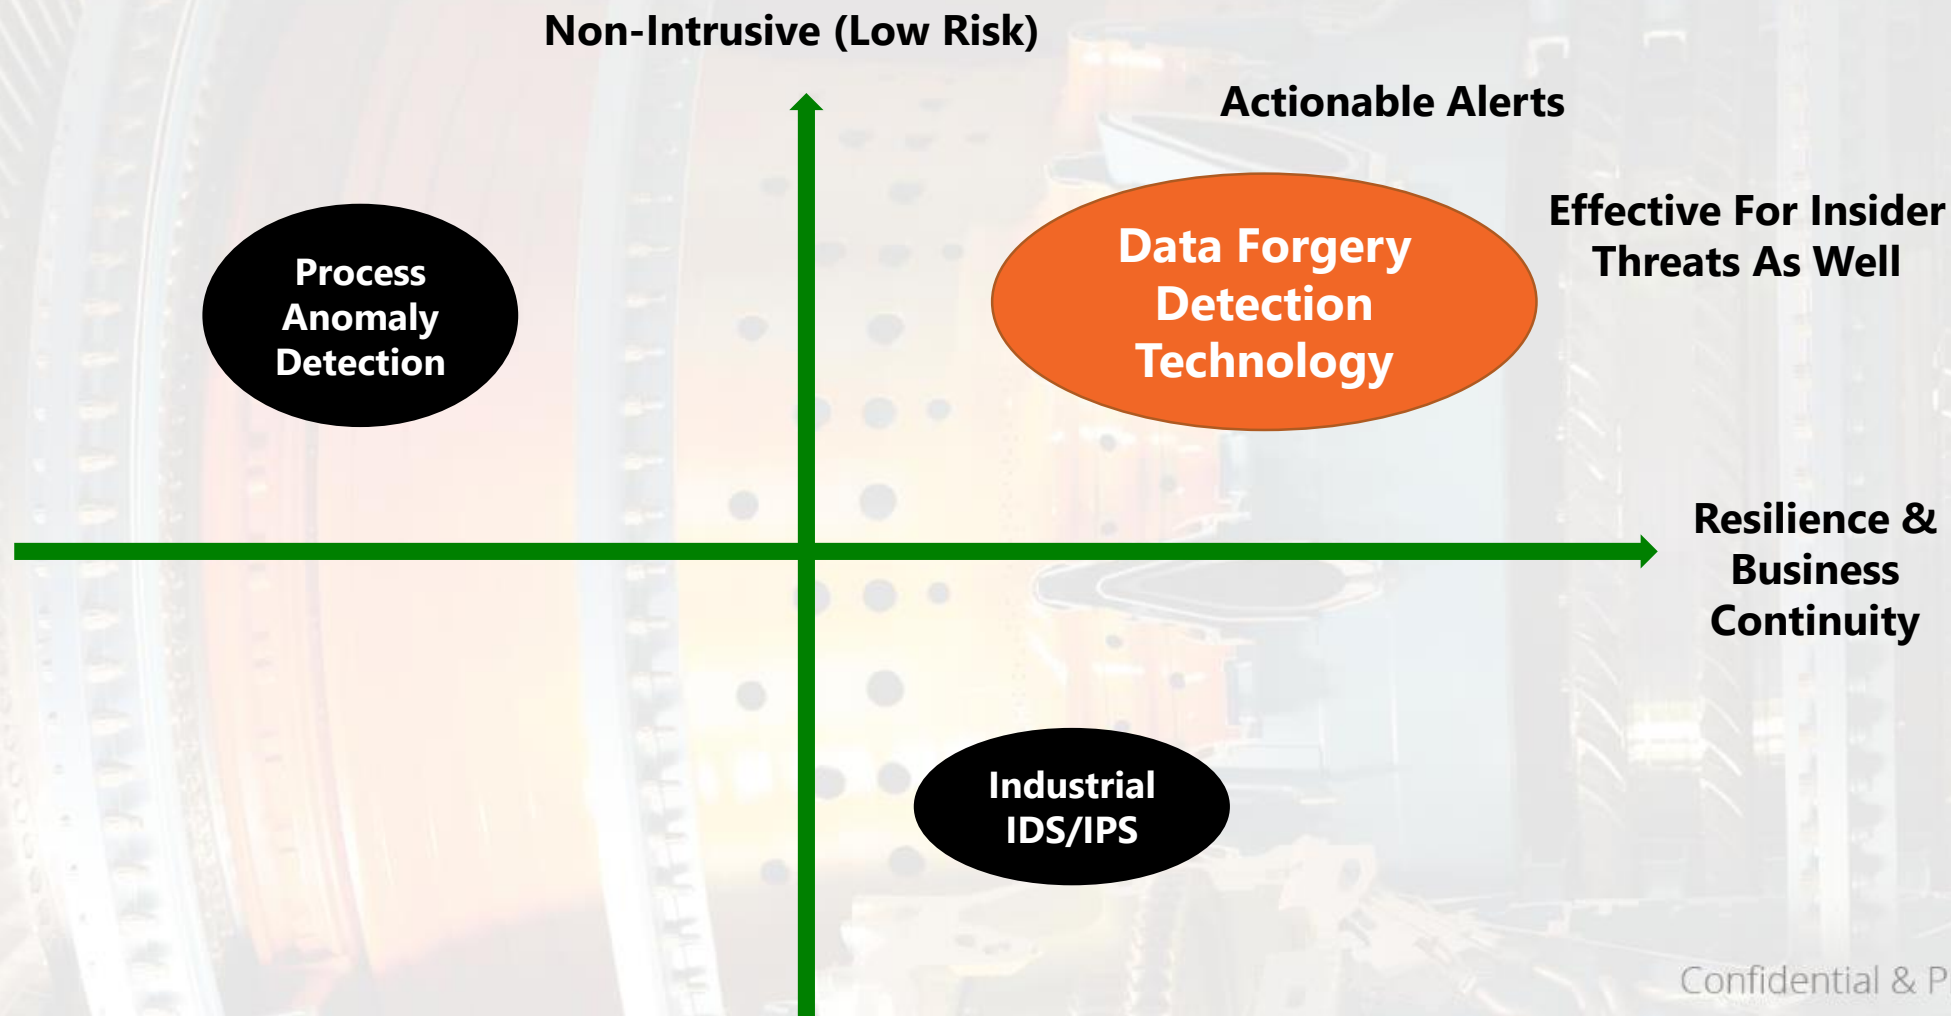 Non-Intrusive (Low Risk)
Actionable Alerts
Effective For Insider
Threats As Well
Data Forgery
Detection
Technology
Process
Anomaly
Detection
Resilience &
Business
Continuity
Industrial
IDS/IPS
Confidential & P